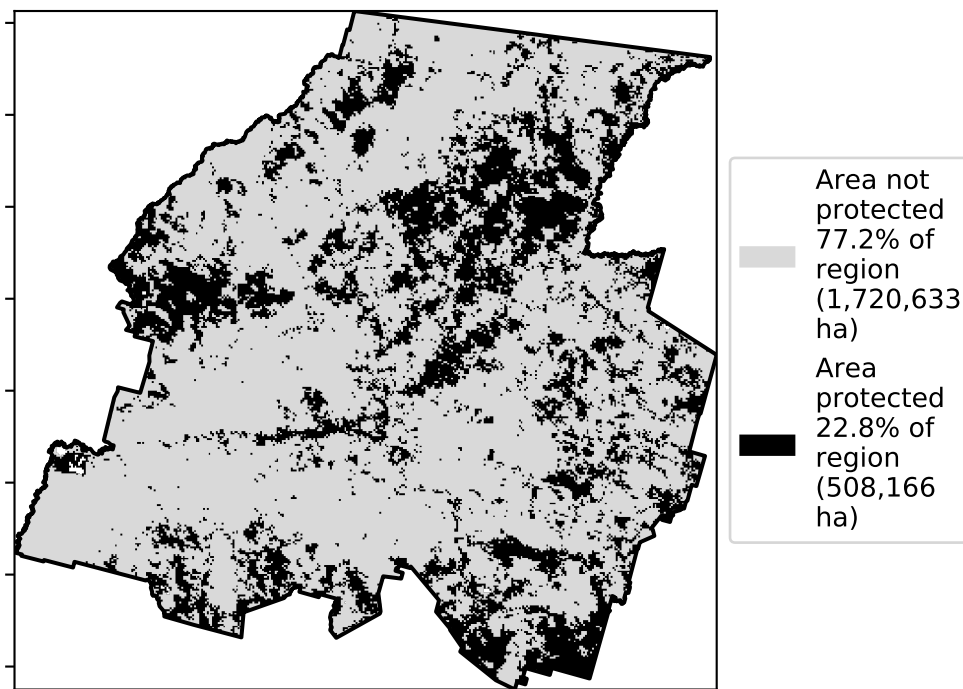 Area not
protected
77.2% of
region
(1,720,633
ha)
Area
protected
22.8% of
region
(508,166
ha)